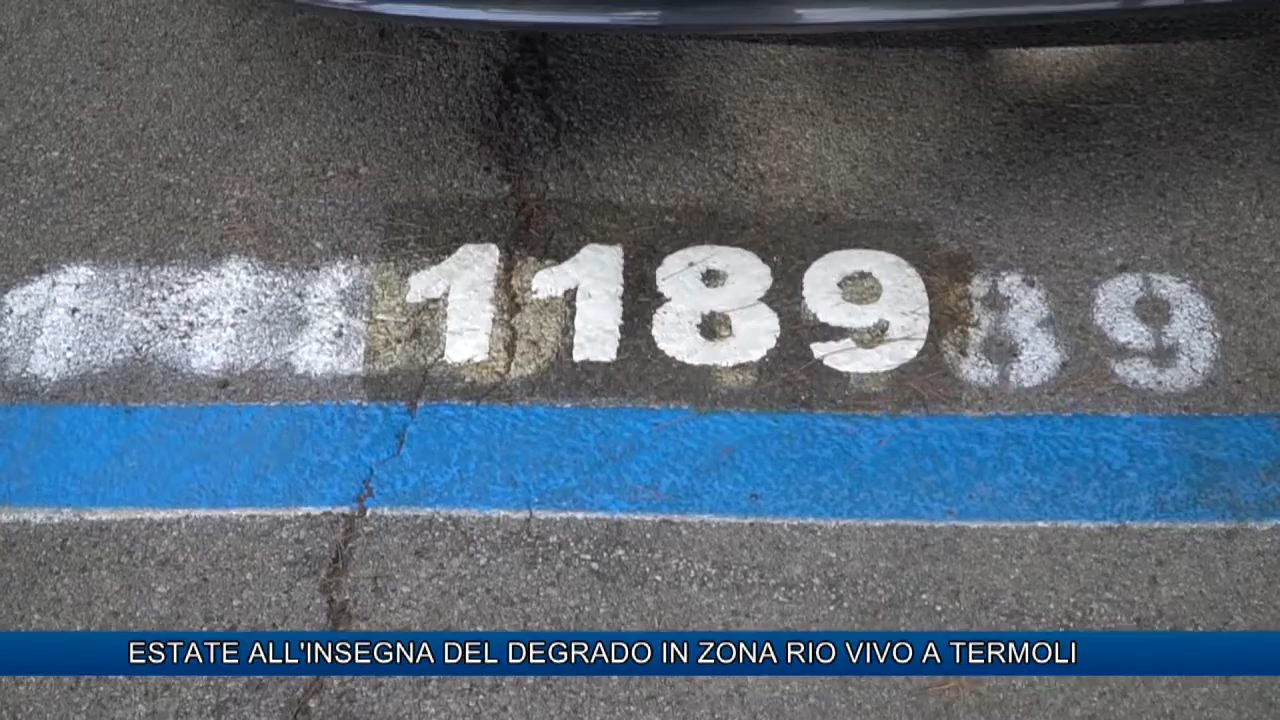 1189
89
ESTATE ALL'INSEGNA DEL DEGRADO IN ZONA RIO VIVO A TERMOLI